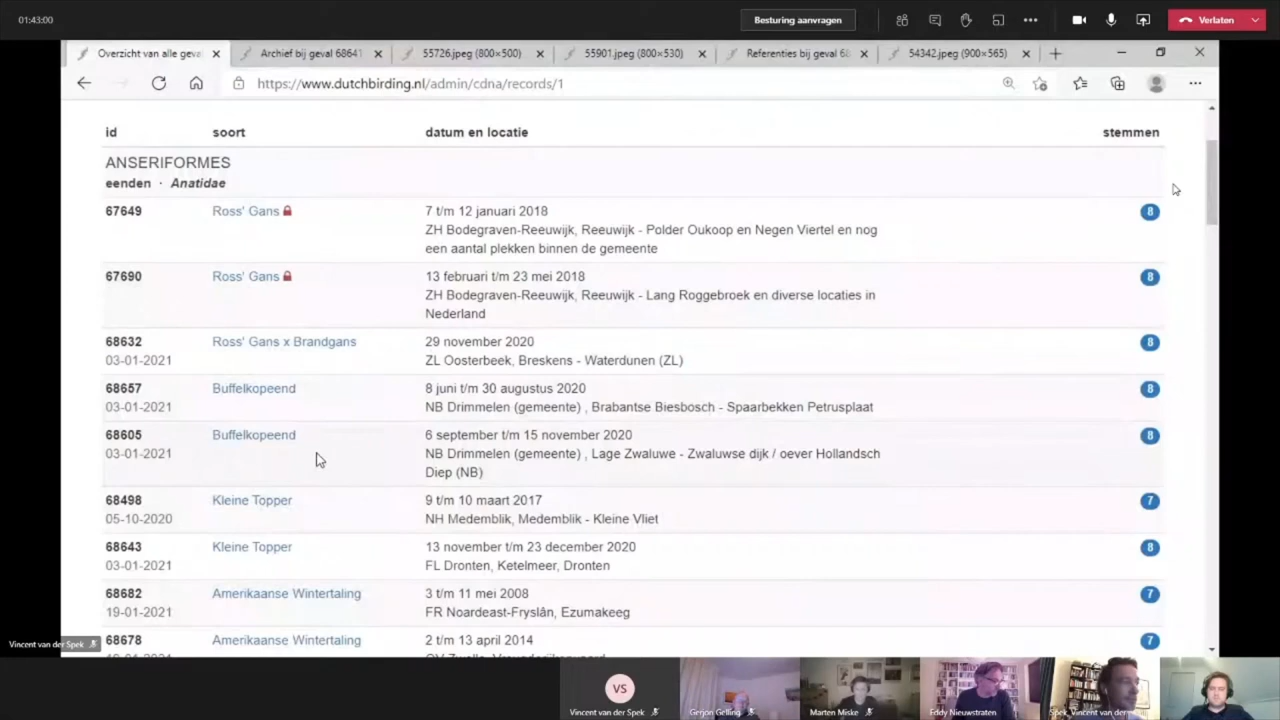 01:43:00
Besturing aanvragen
Verlaten
Overzicht van alle geval
Archief bij geval 68641
55726.jpeg (800×500)
55901.jpeg (800×530)
Referenties bij geval 68
54342.jpeg (900×565)
https://www.dutchbirding.nl/admin/cdna/records/1
id soort datum en locatie stemmen
ANSERIFORMES
eenden · Anatidae
67649 Ross' Gans 7 t/m 12 januari 2018 8
ZH Bodegraven-Reeuwijk, Reeuwijk - Polder Oukoop en Negen Viertel en nog
een aantal plekken binnen de gemeente
67690 Ross' Gans 13 februari t/m 23 mei 2018 8
ZH Bodegraven-Reeuwijk, Reeuwijk - Lang Roggebroek en diverse locaties in
Nederland
68632 Ross' Gans x Brandgans 29 november 2020 8
03-01-2021 ZL Oosterbeek, Breskens - Waterdunen (ZL)
68657 Buffelkopeend 8 juni t/m 30 augustus 2020 8
03-01-2021 NB Drimmelen (gemeente) , Brabantse Biesbosch - Spaarbekken Petrusplaat
68605 Buffelkopeend 6 september t/m 15 november 2020 8
03-01-2021 NB Drimmelen (gemeente) , Lage Zwaluwe - Zwaluwse dijk / oever Hollandsch
Diep (NB)
68498 Kleine Topper 9 t/m 10 maart 2017 7
05-10-2020 NH Medemblik, Medemblik - Kleine Vliet
68643 Kleine Topper 13 november t/m 23 december 2020 8
03-01-2021 FL Dronten, Ketelmeer, Dronten
68682 Amerikaanse Wintertaling 3 t/m 11 mei 2008 7
19-01-2021 FR Noardeast-Fryslân, Ezumakeeg
68678 Amerikaanse Wintertaling 2 t/m 13 april 2014 7
Vincent van der Spek
VS
Vincent van der Spek
Gerjon Gelling
Marten Miske
Eddy Nieuwstraten
Spek, Vincent van